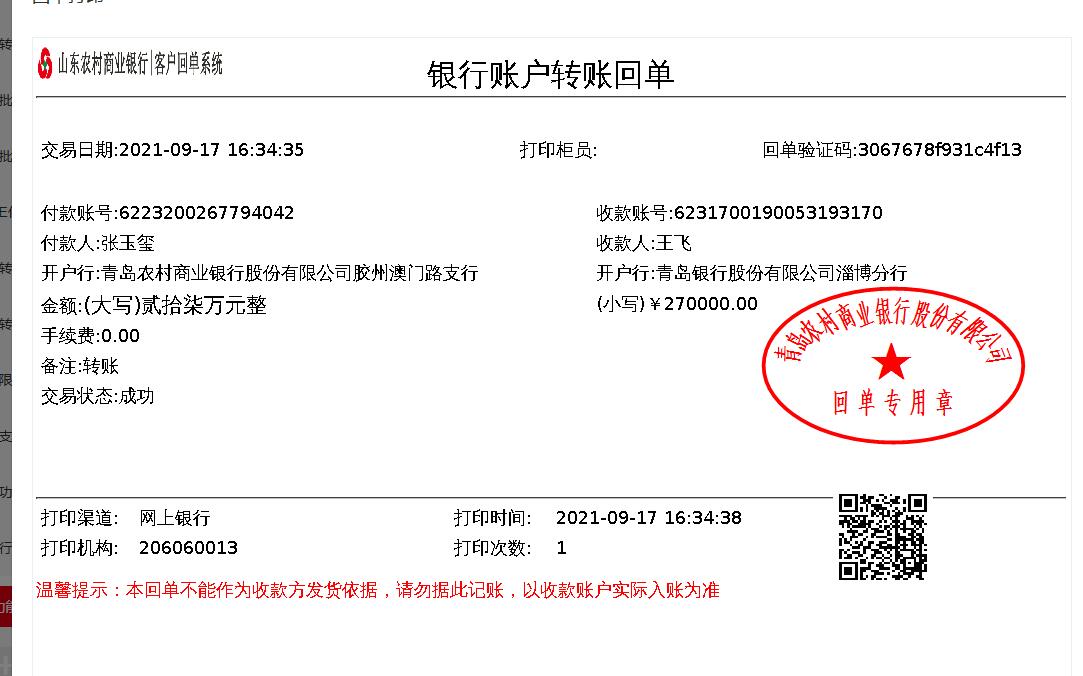 山东农村商业银行|客户回单系统
银行账户转账回单
交易日期:2021-09-17 16:34:35 打印柜员: 回单验证码:3067678f931c4f13
付款账号:6223200267794042 收款账号:6231700190053193170
付款人:张玉玺 收款人:王飞
开户行:青岛农村商业银行股份有限公司胶州澳门路支行 开户行:青岛银行股份有限公司淄博分行
金额:(大写)贰拾柒万元整 (小写)￥270000.00
手续费:0.00
备注:转账
交易状态:成功
青岛农村商业银行股份有限公司
回单专用章
打印渠道: 网上银行 打印时间: 2021-09-17 16:34:38
打印机构: 206060013 打印次数: 1
温馨提示：本回单不能作为收款方发货依据，请勿据此记账，以收款账户实际入账为准